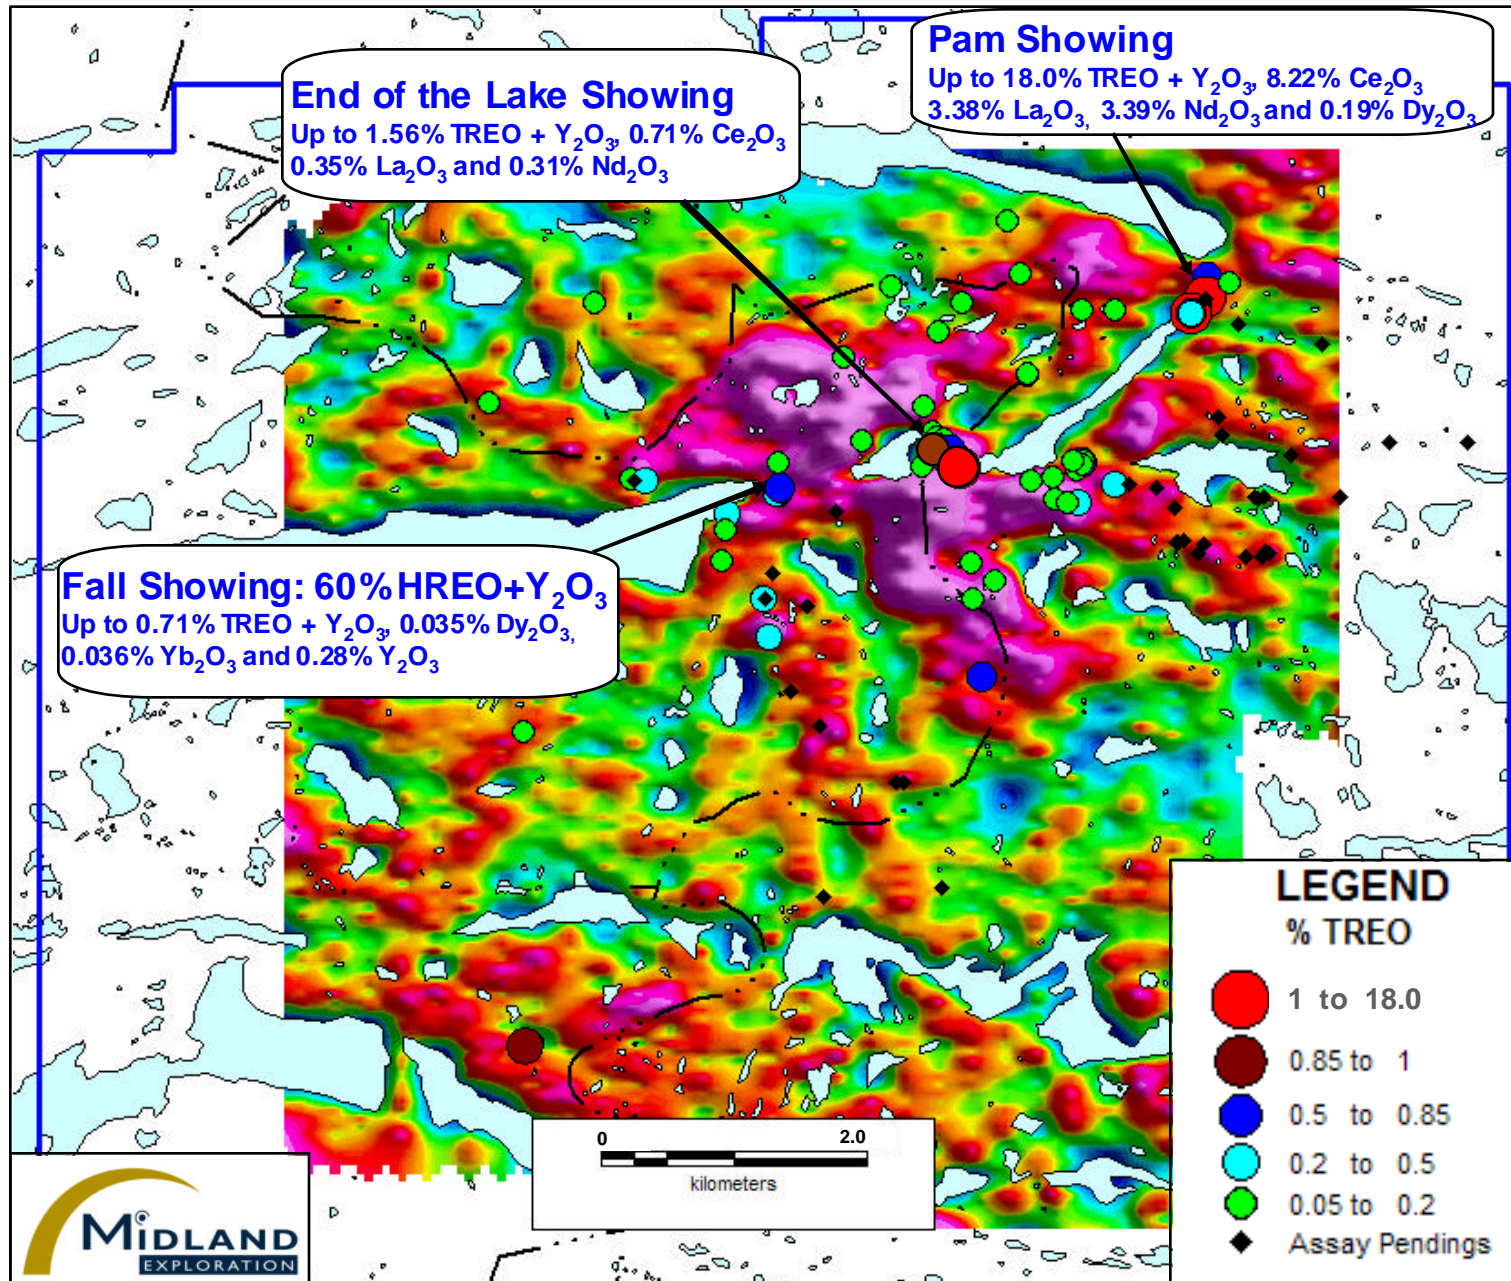 Pam Showing
Up to 18.0% TREO + Y₂O₃, 8.22% Ce₂O₃
3.38% La₂O₃, 3.39% Nd₂O₃ and 0.19% Dy₂O₃
End of the Lake Showing
Up to 1.56% TREO + Y₂O₃, 0.71% Ce₂O₃
0.35% La₂O₃ and 0.31% Nd₂O₃
Fall Showing: 60% HREO+Y₂O₃
Up to 0.71% TREO + Y₂O₃, 0.035% Dy₂O₃,
0.036% Yb₂O₃ and 0.28% Y₂O₃
LEGEND
% TREO
1 to 18.0
0.85 to 1
0.5 to 0.85
0.2 to 0.5
0.05 to 0.2
Assay Pendings
0 2.0
kilometers
MIDLAND
EXPLORATION